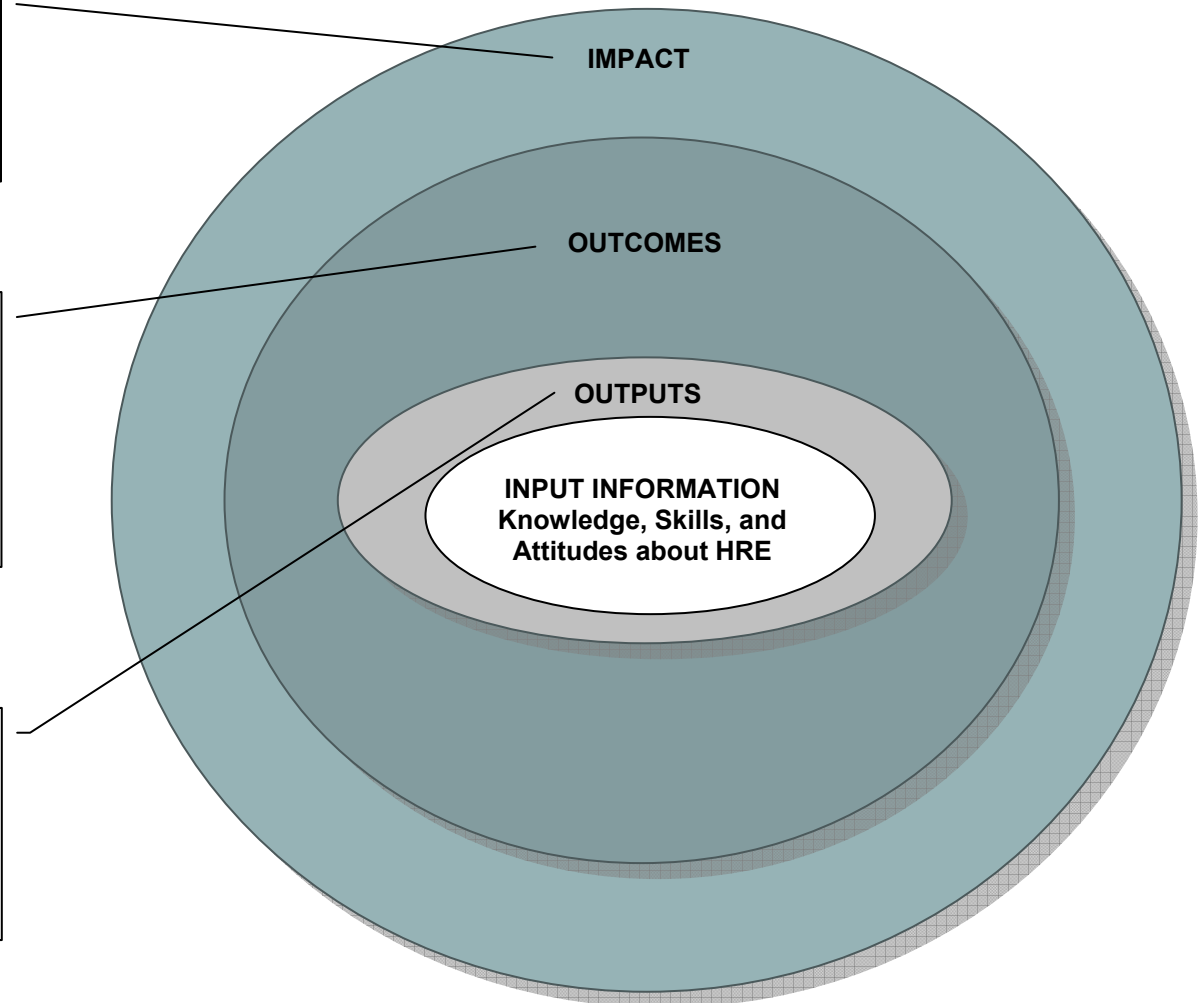 IMPACT
OUTCOMES
OUTPUTS
INPUT INFORMATION
Knowledge, Skills, and
Attitudes about HRE